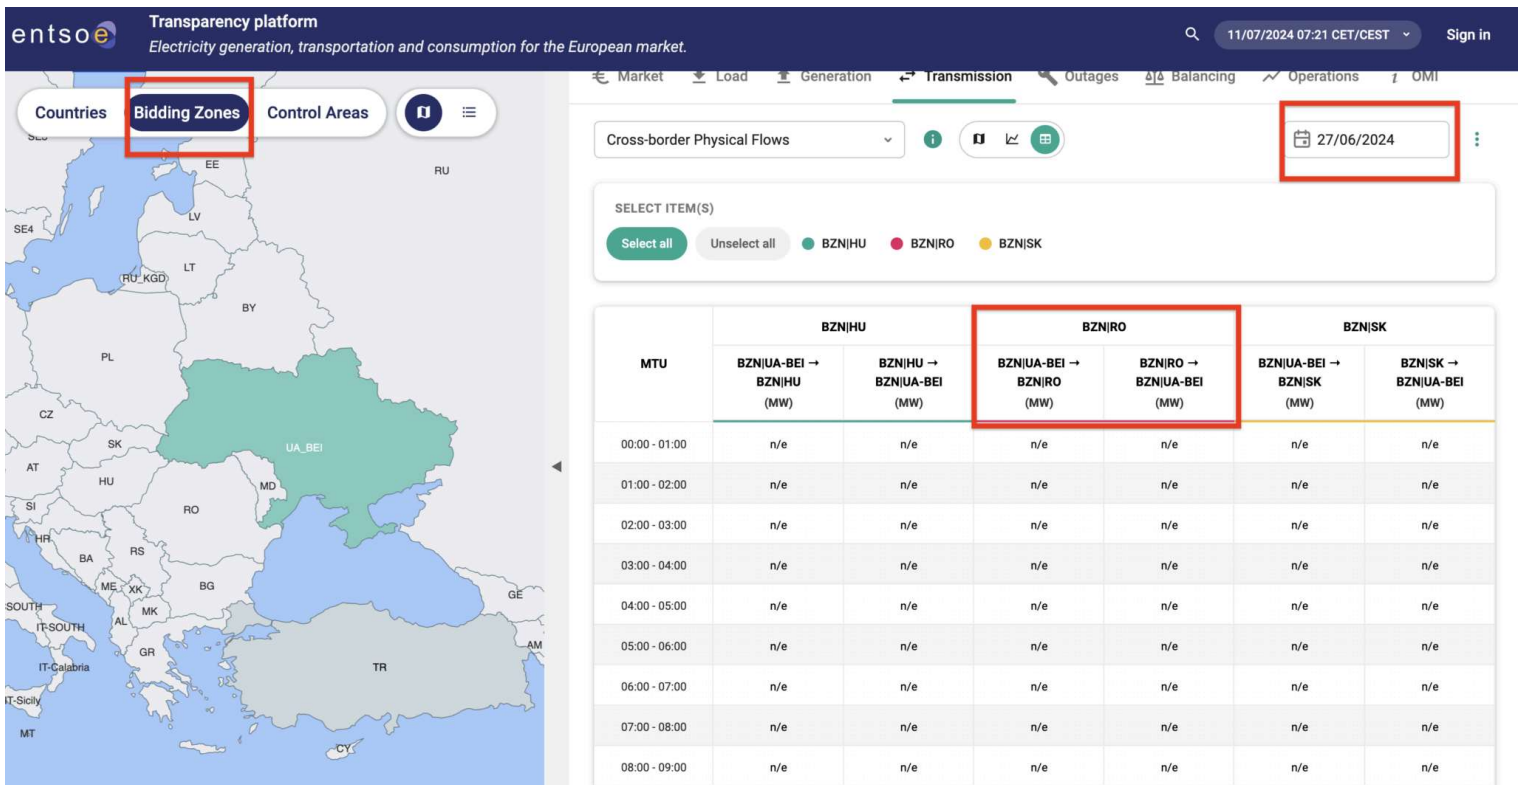 entsoe
Transparency platform
Electricity generation, transportation and consumption for the European market.
11/07/2024 07:21 CET/CEST
Sign in
Market Load Generation Transmission Outages Balancing Operations OMI
Countries Bidding Zones Control Areas
Cross-border Physical Flows
27/06/2024
SELECT ITEM(S)
Select all Unselect all BZN|HU BZN|RO BZN|SK
BZN|HU BZN|RO BZN|SK
MTU
BZN|UA-BEI → BZN|HU (MW)
BZN|HU → BZN|UA-BEI (MW)
BZN|UA-BEI → BZN|RO (MW)
BZN|RO → BZN|UA-BEI (MW)
BZN|UA-BEI → BZN|SK (MW)
BZN|SK → BZN|UA-BEI (MW)
00:00 - 01:00 n/e n/e n/e n/e n/e n/e
01:00 - 02:00 n/e n/e n/e n/e n/e n/e
02:00 - 03:00 n/e n/e n/e n/e n/e n/e
03:00 - 04:00 n/e n/e n/e n/e n/e n/e
04:00 - 05:00 n/e n/e n/e n/e n/e n/e
05:00 - 06:00 n/e n/e n/e n/e n/e n/e
06:00 - 07:00 n/e n/e n/e n/e n/e n/e
07:00 - 08:00 n/e n/e n/e n/e n/e n/e
08:00 - 09:00 n/e n/e n/e n/e n/e n/e
EE
RU
LV
SE4
LT
RU_KGD
BY
PL
CZ
SK
UA_BEI
AT
HU
MD
SI
RO
HR
BA
RS
ME
XK
BG
GE
SOUTH
MK
IT-SOUTH
AL
GR
AM
IT-Calabria
TR
IT-Sicily
MT
CY